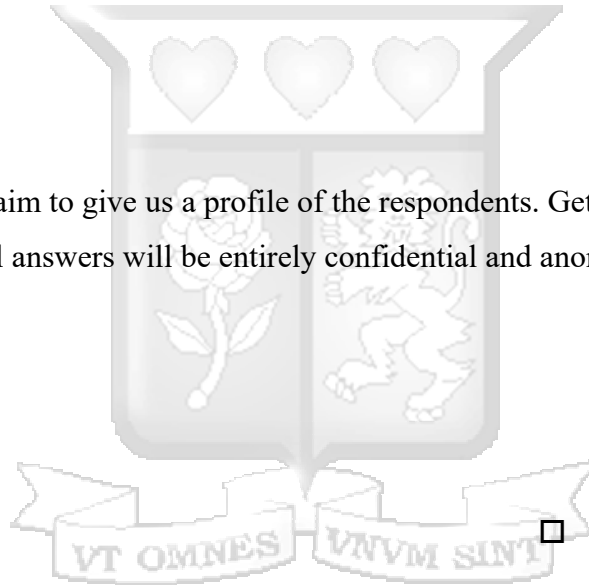 aim to give us a profile of the respondents. Get
l answers will be entirely confidential and
VT OMNES VNVM SINT